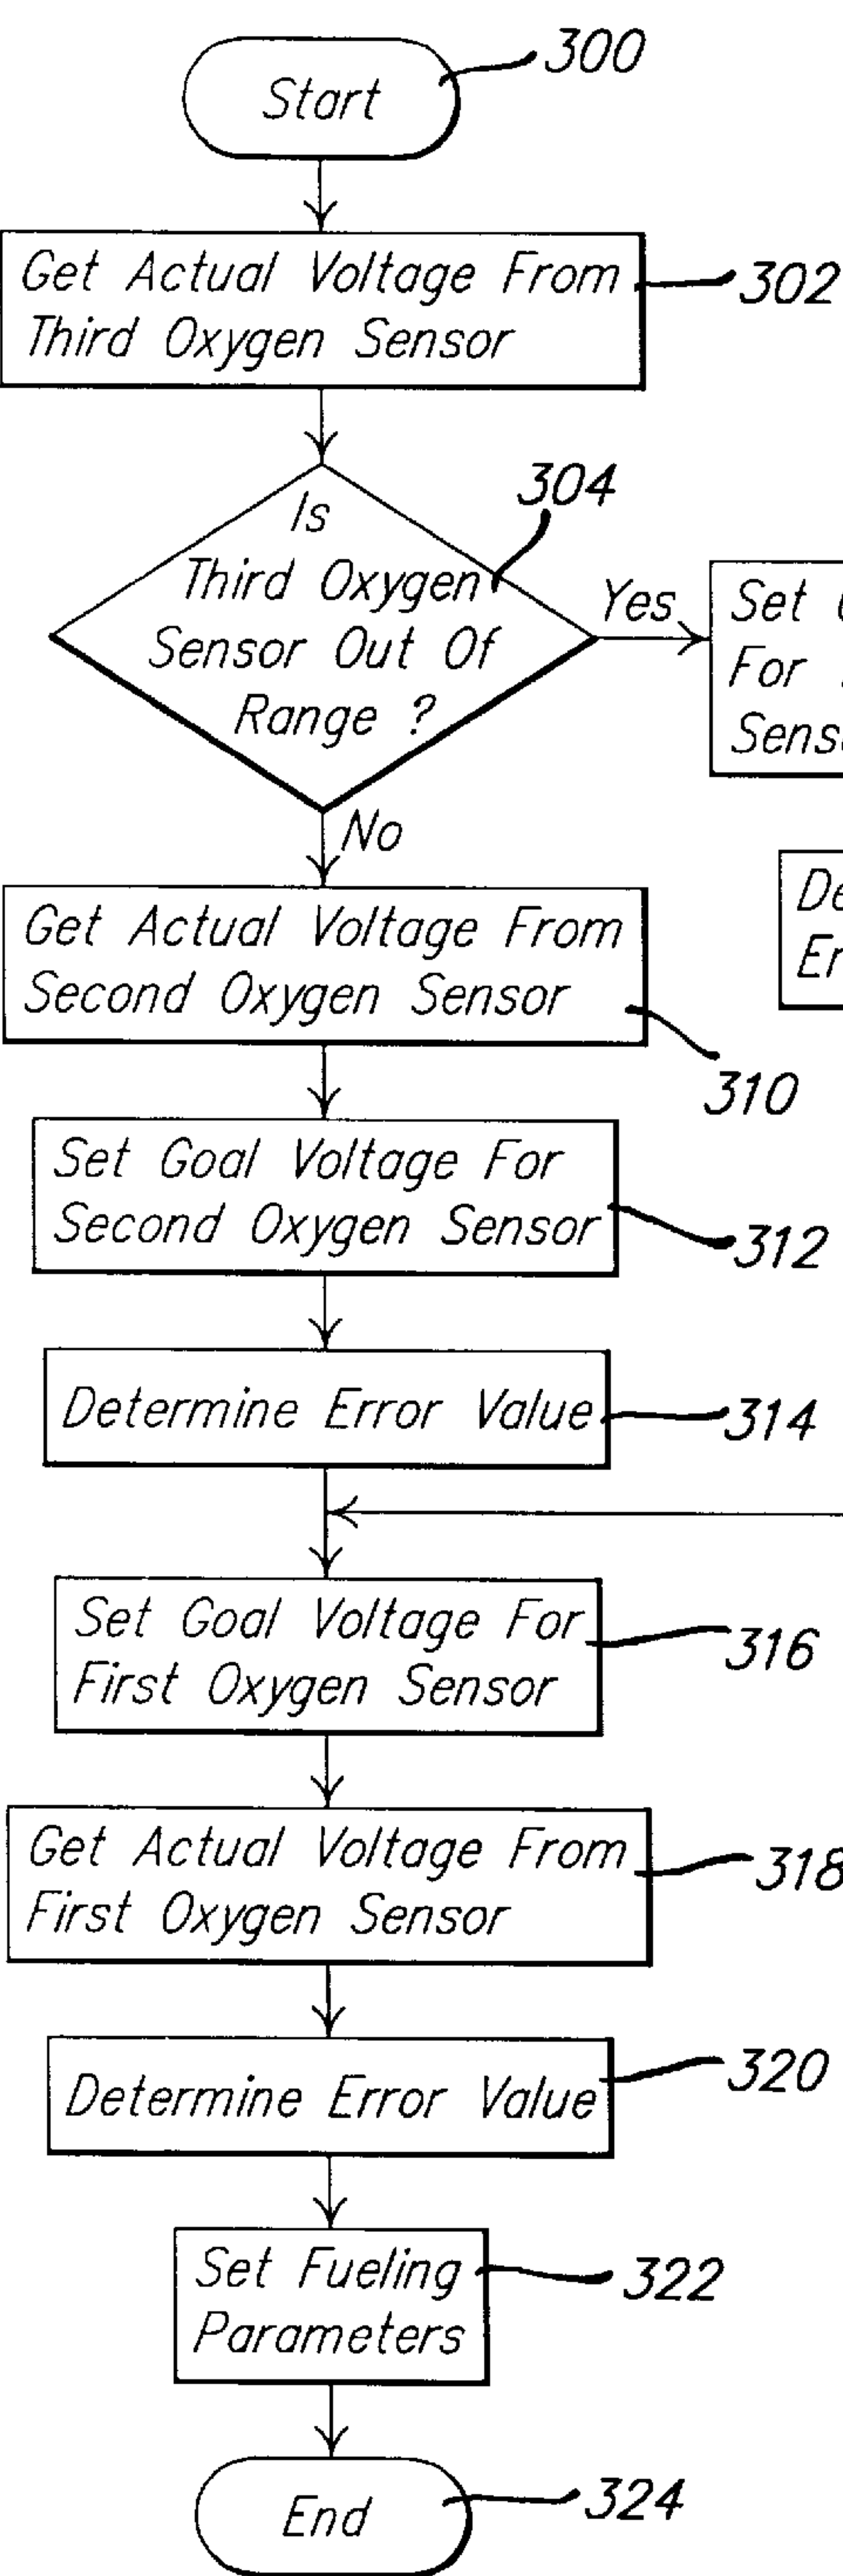 Start
300
Get Actual Voltage From
Third Oxygen Sensor
302
Is
Third Oxygen
Sensor Out Of
Range ?
304
Yes
Set
For
No
Get Actual Voltage From
Second Oxygen Sensor
310
Set Goal Voltage For
Second Oxygen Sensor
312
Determine Error Value
314
Set Goal Voltage For
First Oxygen Sensor
316
Get Actual Voltage From
First Oxygen Sensor
318
Determine Error Value
320
Set Fueling
Parameters
322
End
324